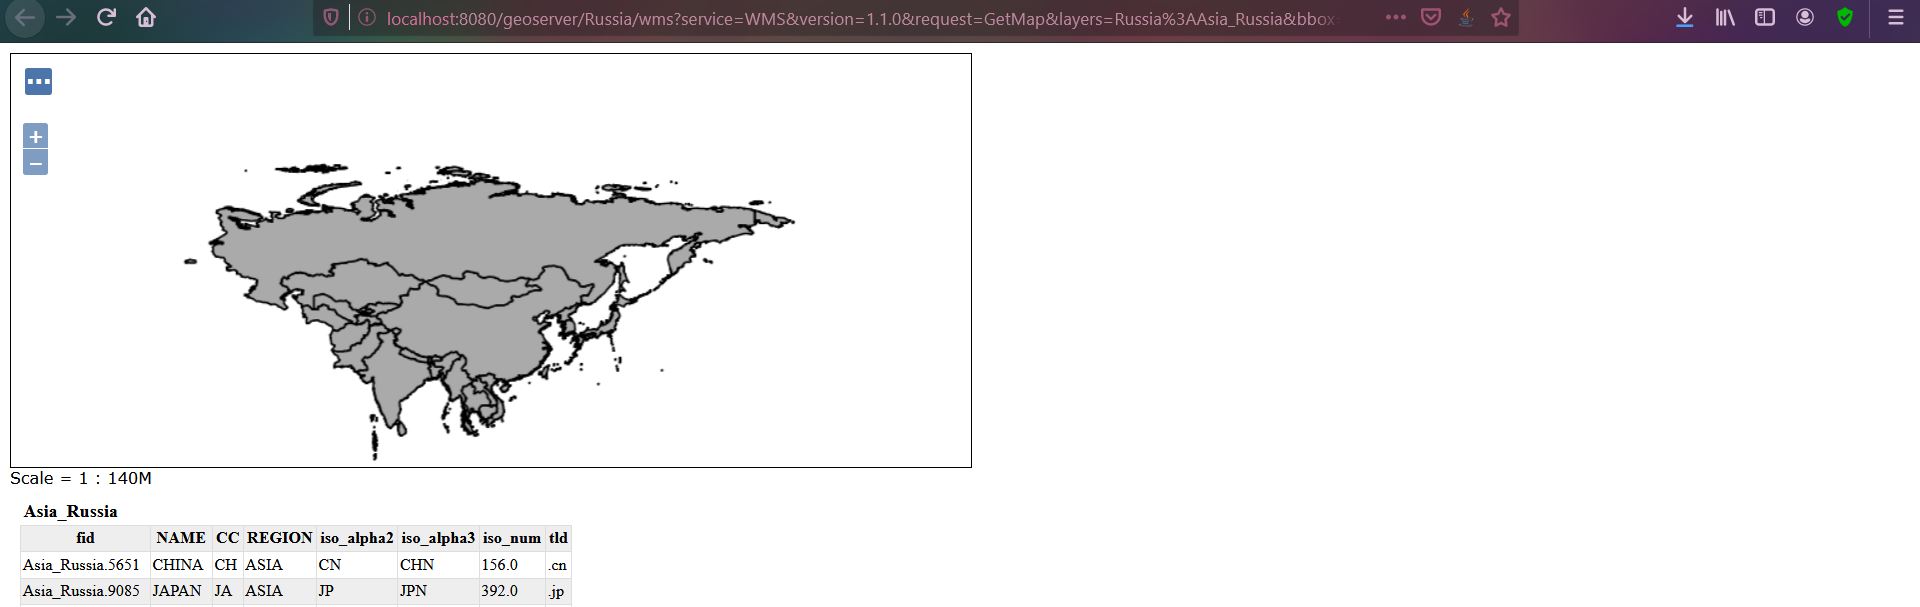 localhost:8080/geoserver/Russia/wms?service=WMS&version=1.1.0&request=GetMap&layers=Russia%3AAsia_Russia&bbox
+
−
Scale = 1 : 140M
Asia_Russia
fid NAME CC REGION iso_alpha2 iso_alpha3 iso_num tld
Asia_Russia.5651 CHINA CH ASIA CN CHN 156.0 .cn
Asia_Russia.9085 JAPAN JA ASIA JP JPN 392.0 .jp